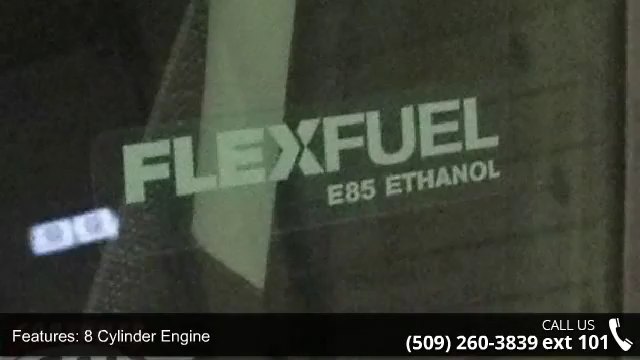 FLEXFUEL
E85 ETHANOL
CALL US
Features: 8 Cylinder Engine
(509) 260-3839 ext 101